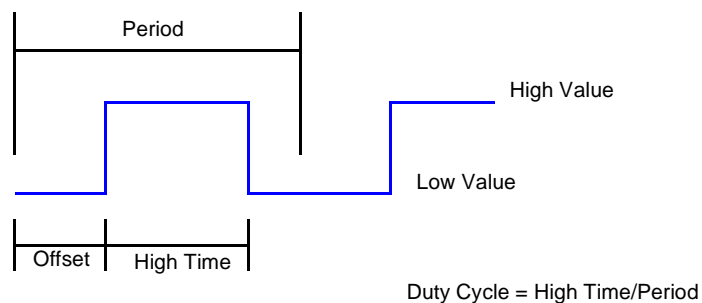 Period
High Value
Low Value
Offset
High Time
Duty Cycle = High Time/Period